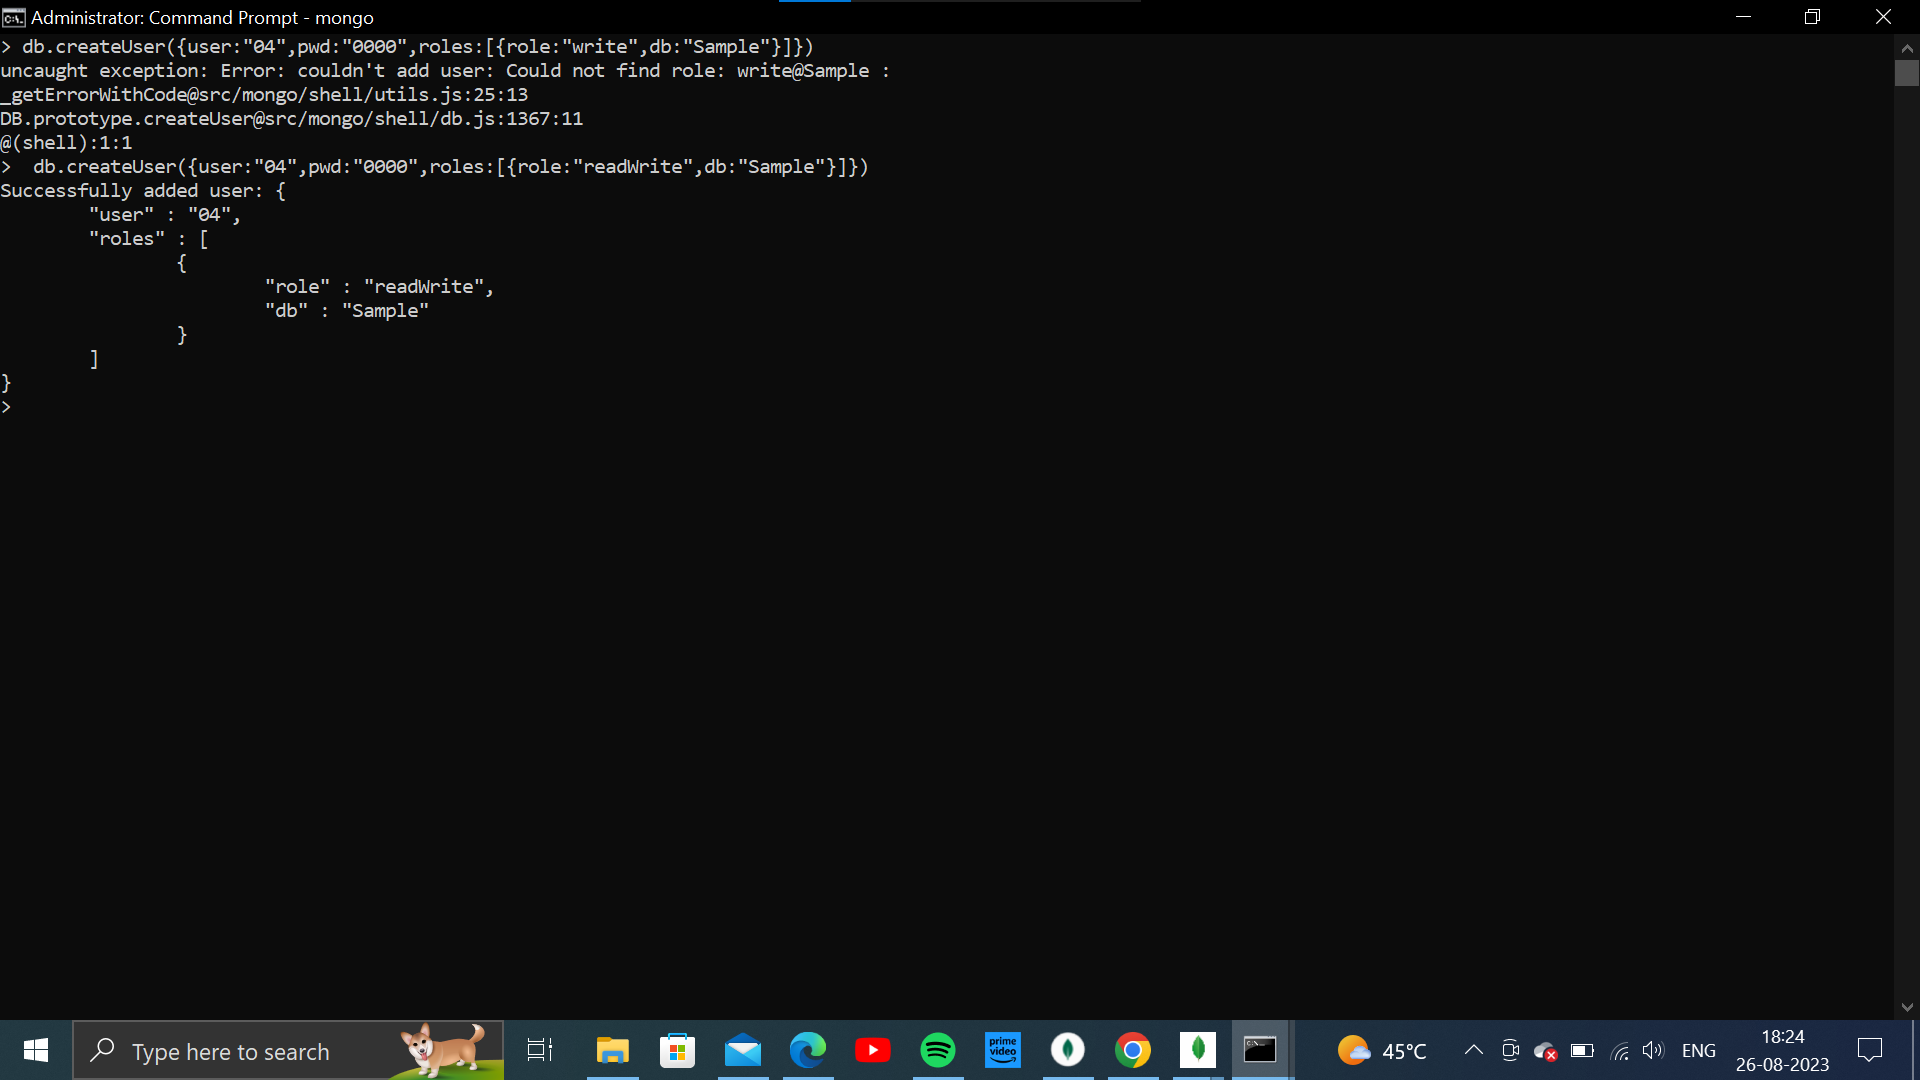 Administrator: Command Prompt - mongo
> db.createUser({user:"04",pwd:"0000",roles:[{role:"write",db:"Sample"}]})
uncaught exception: Error: couldn't add user: Could not find role: write@Sample :
_getErrorWithCode@src/mongo/shell/utils.js:25:13
DB.prototype.createUser@src/mongo/shell/db.js:1367:11
@(shell):1:1
>  db.createUser({user:"04",pwd:"0000",roles:[{role:"readWrite",db:"Sample"}]})
Successfully added user: {
        "user" : "04",
        "roles" : [
                {
                        "role" : "readWrite",
                        "db" : "Sample"
                }
        ]
}
>
Type here to search
prime video
45°C
ENG
18:24
26-08-2023